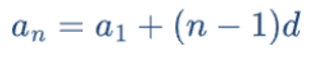 aₙ = a₁ + (n − 1)d